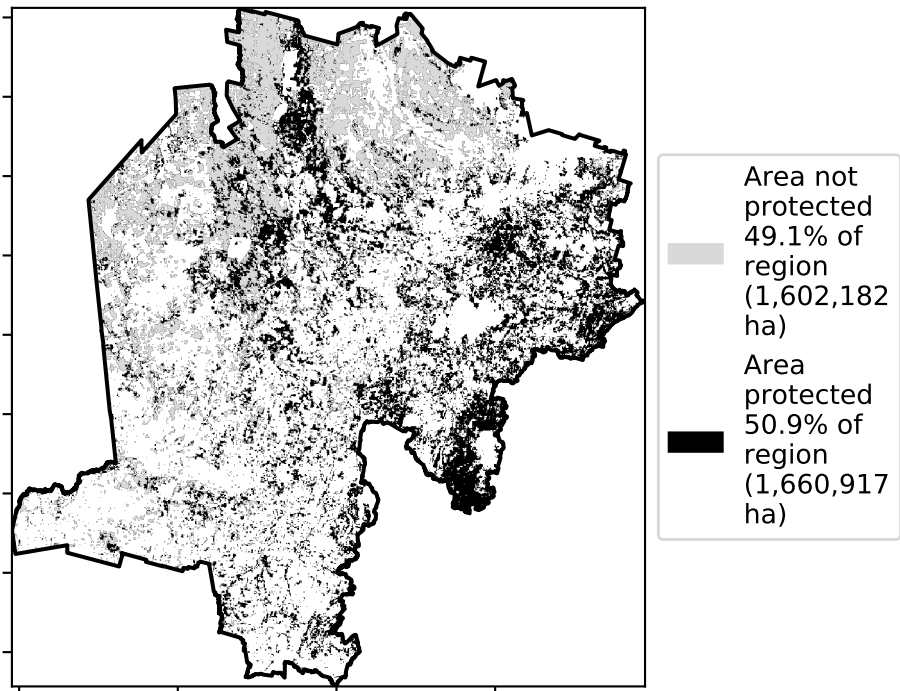 Area not
protected
49.1% of
region
(1,602,182
ha)
Area
protected
50.9% of
region
(1,660,917
ha)